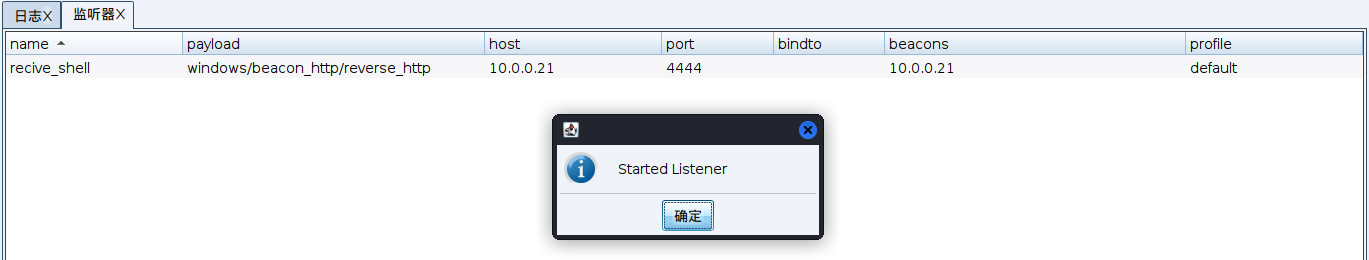 日志X 监听器X
name payload host port bindto beacons profile
recive_shell windows/beacon_http/reverse_http 10.0.0.21 4444 10.0.0.21 default
Started Listener
确定